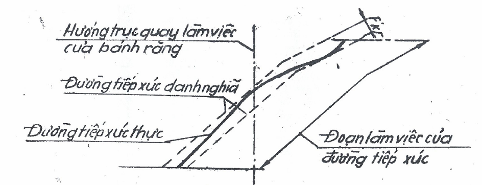 Hướng trục quay làm việc
của bánh răng
Fkr
Đường tiếp xúc danh nghĩa
Đường tiếp xúc thực
Đoạn làm việc của
đường tiếp xúc